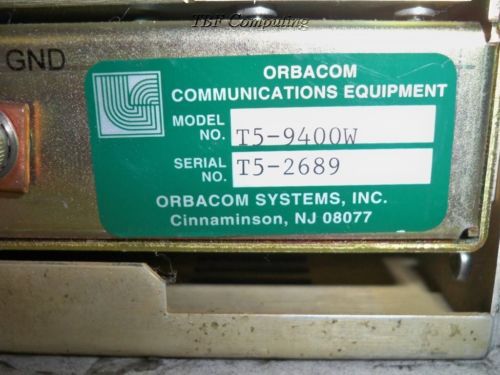 TBF Computing
GND
ORBACOM
COMMUNICATIONS EQUIPMENT
MODEL NO. T5-9400W
SERIAL NO. T5-2689
ORBACOM SYSTEMS, INC.
Cinnaminson, NJ 08077